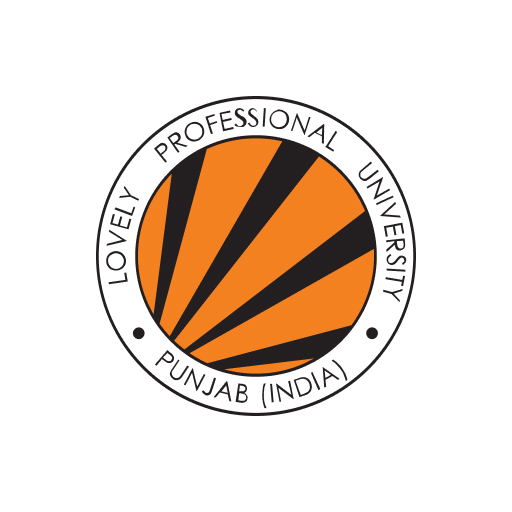 LOVELY PROFESSIONAL UNIVERSITY
PUNJAB (INDIA)